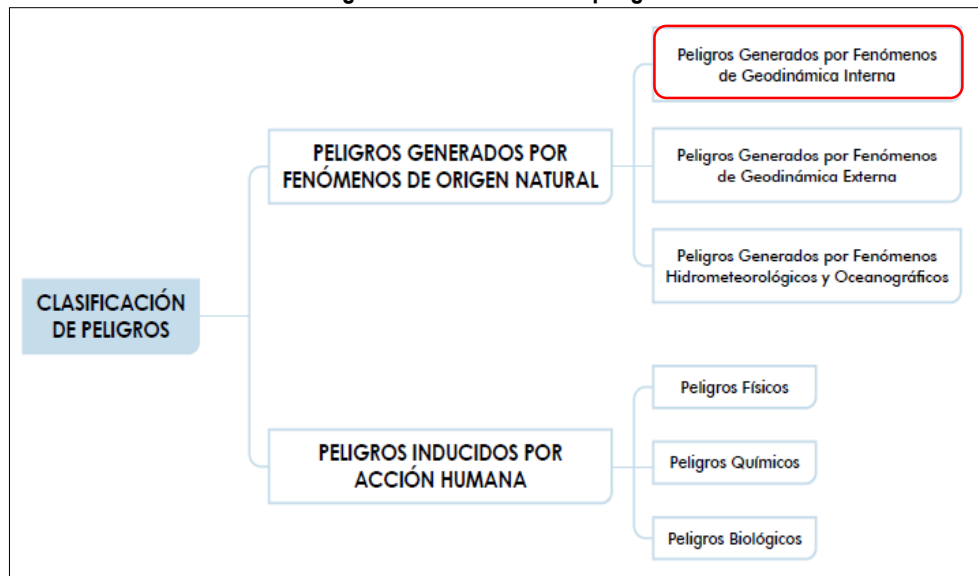 Peligros Generados por Fenómenos
de Geodinámica Interna
PELIGROS GENERADOS POR
FENÓMENOS DE ORIGEN NATURAL
Peligros Generados por Fenómenos
de Geodinámica Externa
Peligros Generados por Fenómenos
Hidrometeorológicos y Oceanográficos
CLASIFICACIÓN
DE PELIGROS
Peligros Físicos
PELIGROS INDUCIDOS POR
ACCIÓN HUMANA
Peligros Químicos
Peligros Biológicos